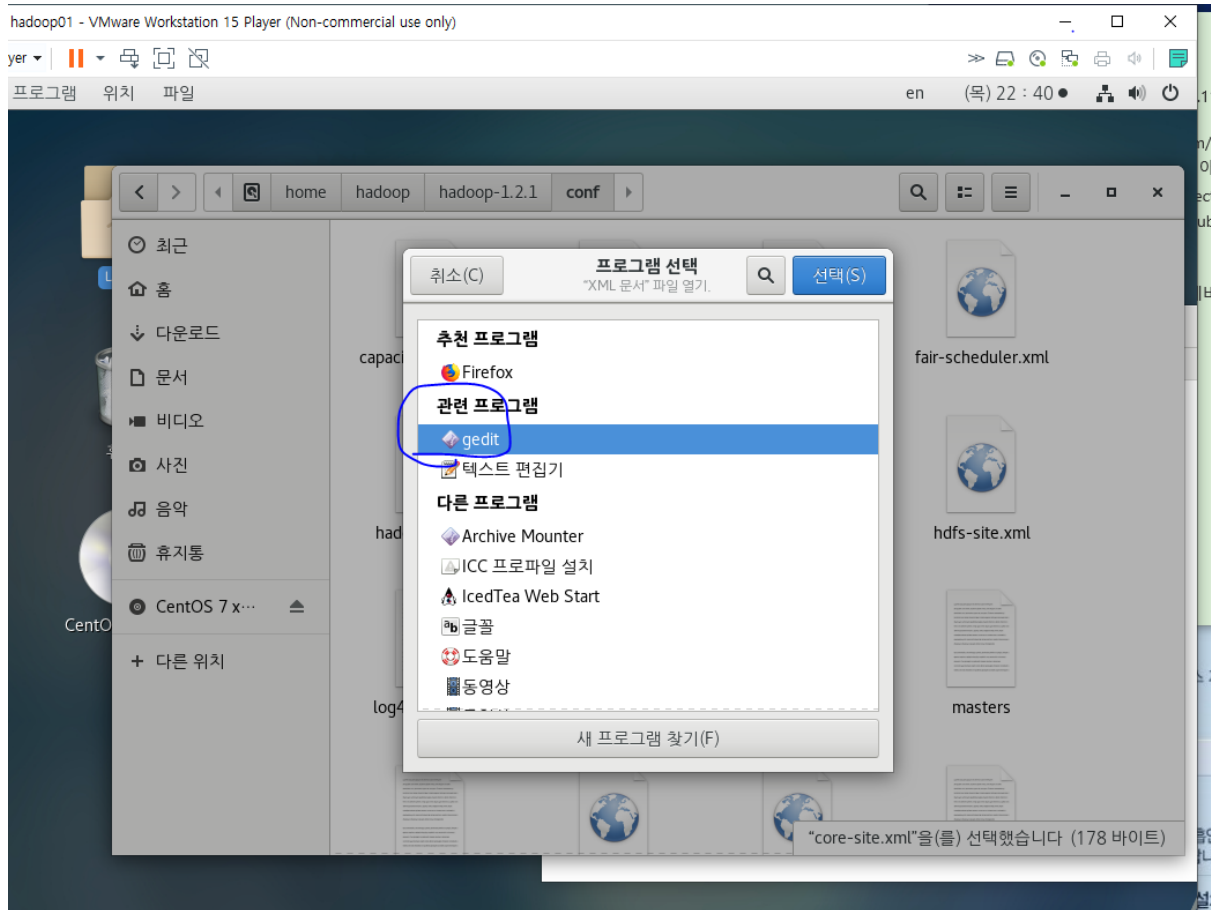 hadoop01 - VMware Workstation 15 Player (Non-commercial use only)
yer
프로그램 위치 파일 en (목) 22 : 40
home hadoop hadoop-1.2.1 conf
최근
홈
다운로드
문서
비디오
사진
음악
휴지통
CentOS 7 x…
다른 위치
취소(C)
프로그램 선택
"XML 문서" 파일 열기.
선택(S)
추천 프로그램
Firefox
관련 프로그램
gedit
텍스트 편집기
다른 프로그램
Archive Mounter
ICC 프로파일 설치
IcedTea Web Start
글꼴
도움말
동영상
새 프로그램 찾기(F)
capaci
fair-scheduler.xml
had
hdfs-site.xml
log4
masters
CentO
"core-site.xml"을(를) 선택했습니다 (178 바이트)